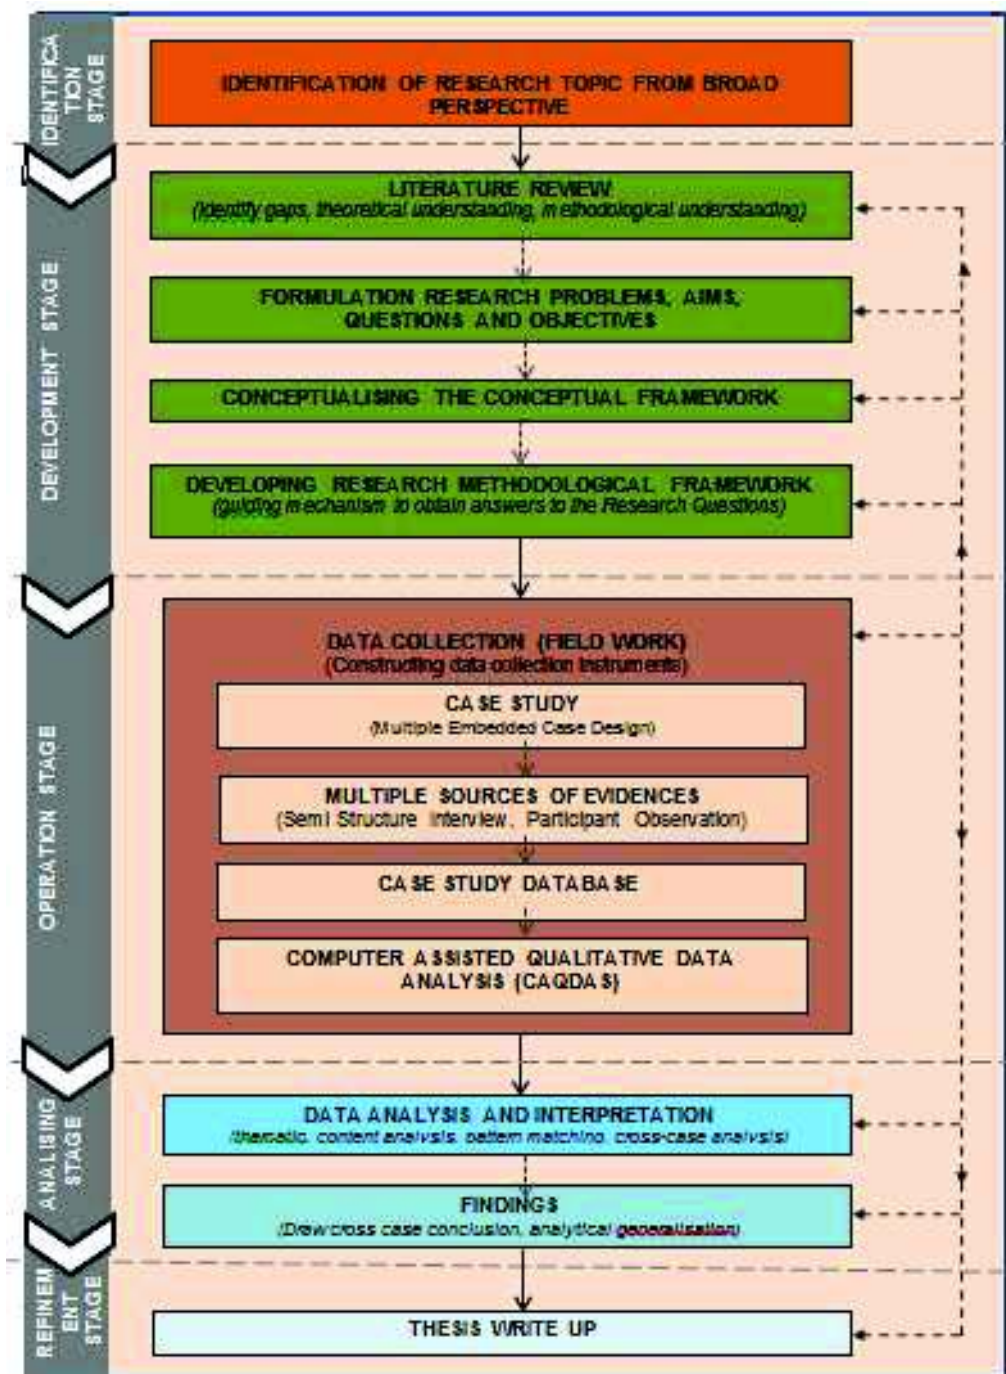 IDENTIFICA
TION
STAGE
IDENTIFICATION OF RESEARCH TOPIC FROM BROAD
PERSPECTIVE
DEVELOPMENT STAGE
LITERATURE REVIEW
(Identify gaps, theoretical understanding, methodological understanding)
FORMULATION RESEARCH PROBLEMS, AIMS,
QUESTIONS AND OBJECTIVES
CONCEPTUALISING THE CONCEPTUAL FRAMEWORK
DEVELOPING RESEARCH METHODOLOGICAL FRAMEWORK
(guiding mechanism to obtain answers to the Research Questions)
OPERATION STAGE
DATA COLLECTION (FIELD WORK)
(Constructing data collection instruments)
CASE STUDY
(Multiple Embedded Case Design)
MULTIPLE SOURCES OF EVIDENCES
(Semi Structure Interview, Participant Observation)
CASE STUDY DATABASE
COMPUTER ASSISTED QUALITATIVE DATA
ANALYSIS (CAQDAS)
ANALISING
STAGE
DATA ANALYSIS AND INTERPRETATION
(thematic, content analysis, pattern matching, cross-case analysis)
FINDINGS
(Draw cross case conclusion, analytical generalisation)
REFINEM
ENT
STAGE
THESIS WRITE UP